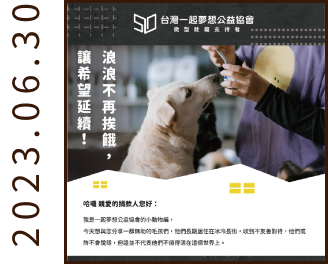 2023.06.30
台灣一起夢想公益協會
微型社福支持者
浪浪不再挨餓，
讓希望延續！
哈囉 親愛的捐款人您好：
我是一起夢想公益協會的小動物編，
今天想與您分享一群無助的毛孩們，他們長期居住在冰冷長街，收到不友善對待，他們或
許不會說話，但這並不代表他們不值得活在這個世界上。